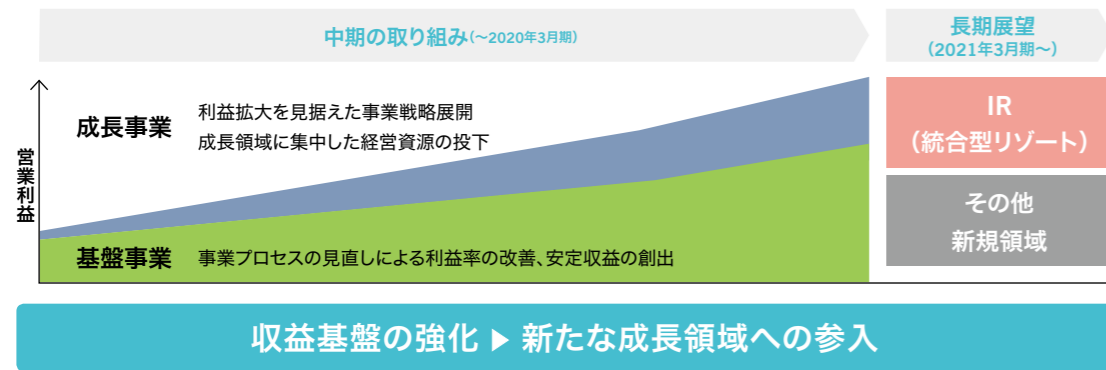 中期の取り組み(〜2020年3月期)
長期展望
(2021年3月期〜)
営業利益
成長事業
利益拡大を見据えた事業戦略展開
成長領域に集中した経営資源の投下
基盤事業
事業プロセスの見直しによる利益率の改善、安定収益の創出
IR
(統合型リゾート)
その他
新規領域
収益基盤の強化▶新たな成長領域への参入